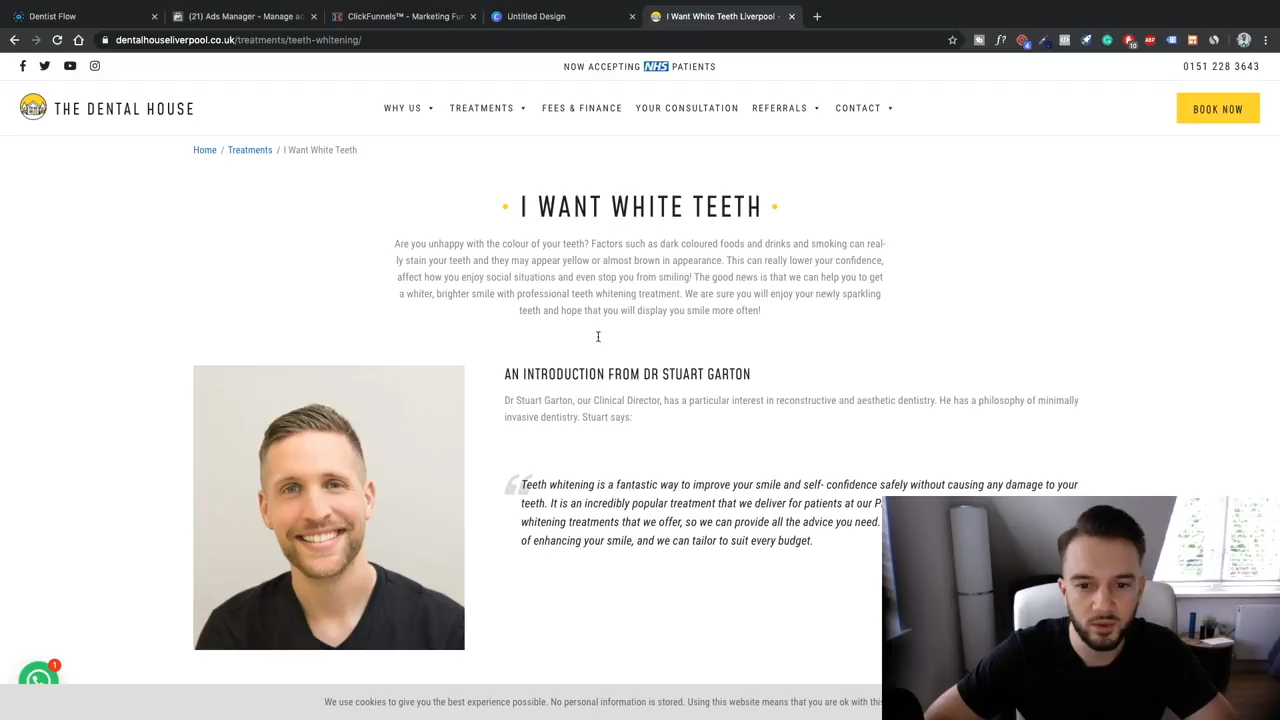 Dentist Flow
(21) Ads Manager - Manage ad
ClickFunnels™ - Marketing Fu
Untitled Design
I Want White Teeth Liverpool -
dentalhouseliverpool.co.uk/treatments/teeth-whitening/
NOW ACCEPTING NHS PATIENTS
0151 228 3643
THE DENTAL HOUSE
WHY US
TREATMENTS
FEES & FINANCE
YOUR CONSULTATION
REFERRALS
CONTACT
BOOK NOW
Home / Treatments / I Want White Teeth
I WANT WHITE TEETH
Are you unhappy with the colour of your teeth? Factors such as dark coloured foods and drinks and smoking can real-
ly stain your teeth and they may appear yellow or almost brown in appearance. This can really lower your confidence,
affect how you enjoy social situations and even stop you from smiling! The good news is that we can help you to get
a whiter, brighter smile with professional teeth whitening treatment. We are sure you will enjoy your newly sparkling
teeth and hope that you will display you smile more often!
AN INTRODUCTION FROM DR STUART GARTON
Dr Stuart Garton, our Clinical Director, has a particular interest in reconstructive and aesthetic dentistry. He has a philosophy of minimally
invasive dentistry. Stuart says:
Teeth whitening is a fantastic way to improve your smile and self- confidence safely without causing any damage to your
teeth. It is an incredibly popular treatment that we deliver for patients at our P
whitening treatments that we offer, so we can provide all the advice you need.
of enhancing your smile, and we can tailor to suit every budget.
1
We use cookies to give you the best experience possible. No personal information is stored. Using this website means that you are ok with this